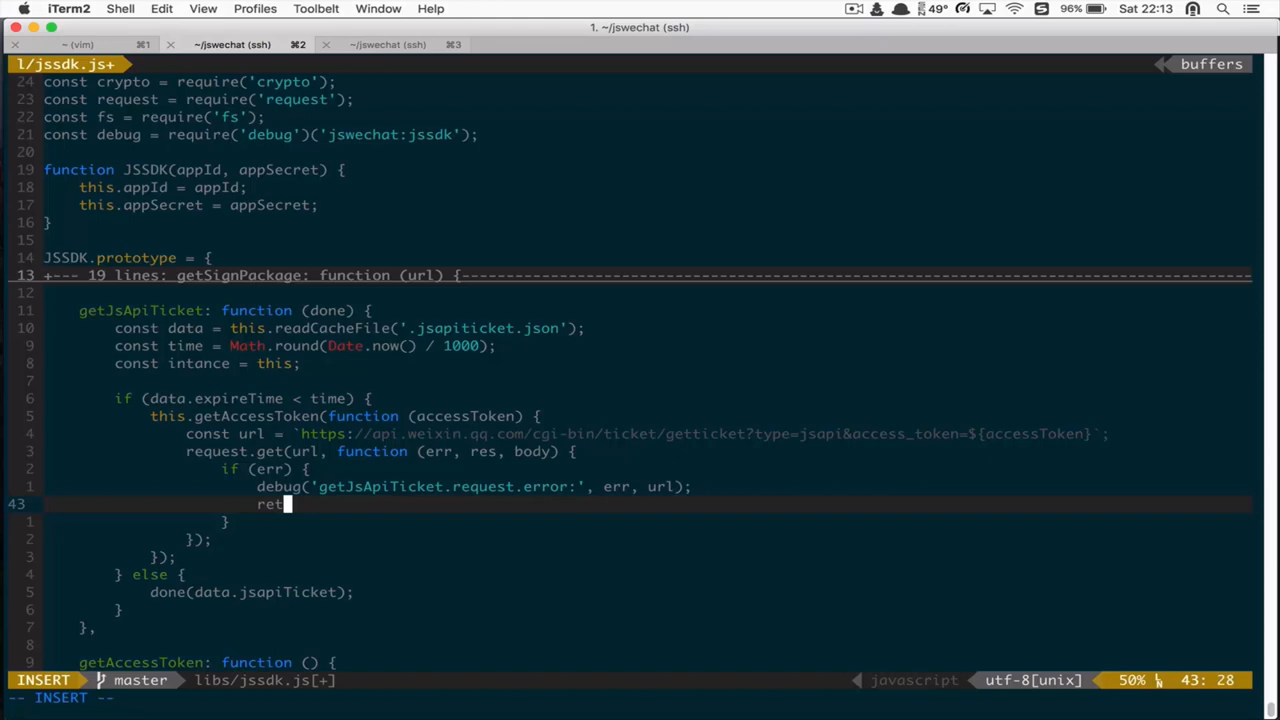 iTerm2 Shell Edit View Profiles Toolbelt Window Help 49° 96% Sat 22:13
1. ~/jswechat (ssh)
~ (vim) ⌘1 ~/jswechat (ssh) ⌘2 ~/jswechat (ssh) ⌘3
l/jssdk.js+ buffers
24 const crypto = require('crypto');
23 const request = require('request');
22 const fs = require('fs');
21 const debug = require('debug')('jswechat:jssdk');
20
19 function JSSDK(appId, appSecret) {
18 this.appId = appId;
17 this.appSecret = appSecret;
16 }
15
14 JSSDK.prototype = {
13 +--- 19 lines: getSignPackage: function (url) {
12
11 getJsApiTicket: function (done) {
10 const data = this.readCacheFile('.jsapiticket.json');
9 const time = Math.round(Date.now() / 1000);
8 const intance = this;
7
6 if (data.expireTime < time) {
5 this.getAccessToken(function (accessToken) {
4 const url = `https://api.weixin.qq.com/cgi-bin/ticket/getticket?type=jsapi&access_token=${accessToken}`;
3 request.get(url, function (err, res, body) {
2 if (err) {
1 debug('getJsApiTicket.request.error:', err, url);
43 ret
1 }
2 });
3 });
4 } else {
5 done(data.jsapiTicket);
6 }
7 },
8
9 getAccessToken: function () {
INSERT master libs/jssdk.js[+] javascript utf-8[unix] 50% 43: 28
-- INSERT --